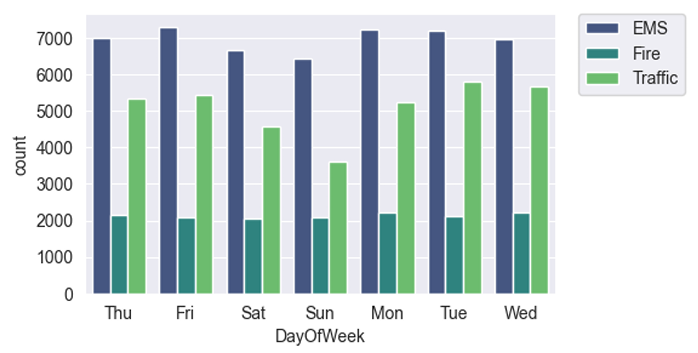 EMS
Fire
Traffic
7000
6000
5000
4000
3000
2000
1000
0
count
Thu Fri Sat Sun Mon Tue Wed
DayOfWeek